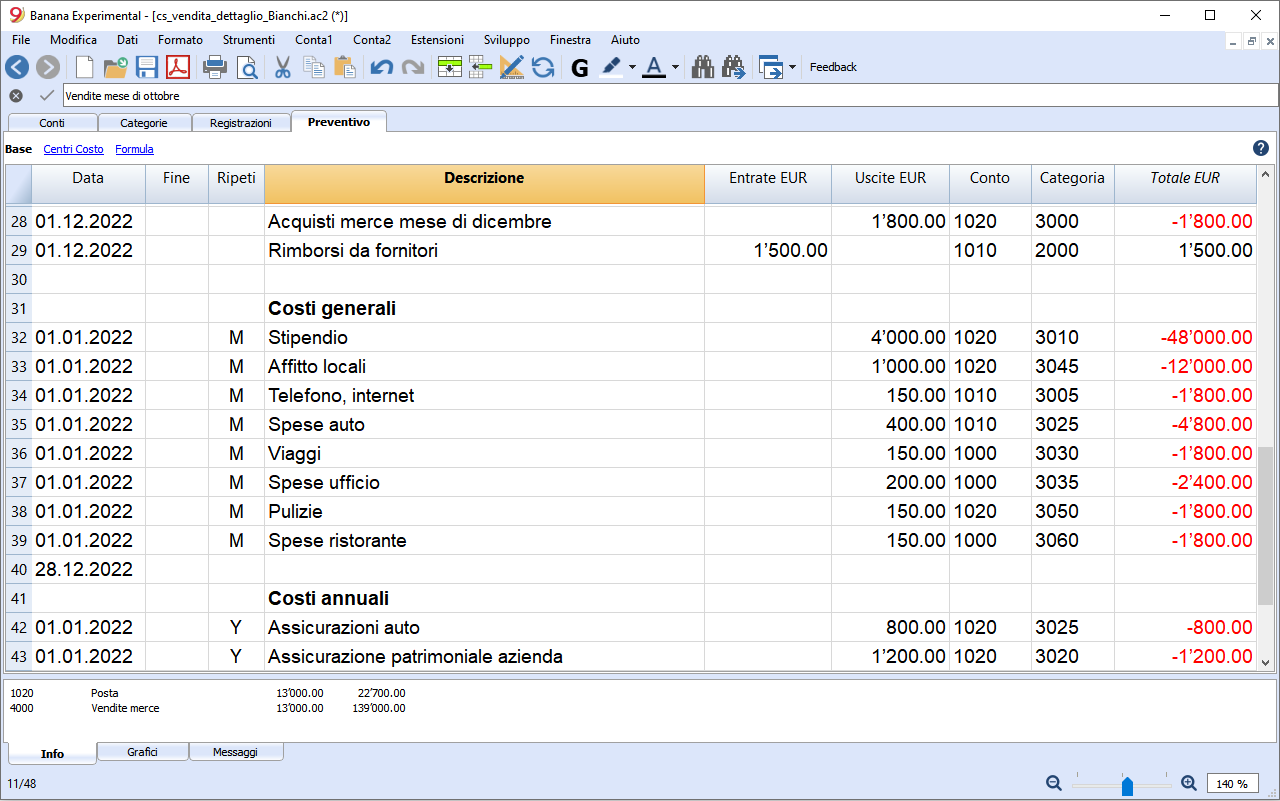 Banana Experimental - [cs_vendita_dettaglio_Bianchi.ac2 (*)]
File Modifica Dati Formato Strumenti Conta1 Conta2 Estensioni Sviluppo Finestra Aiuto
G A Feedback
Vendite mese di ottobre
Conti Categorie Registrazioni Preventivo
Base Centri Costo Formula ?
Data Fine Ripeti Descrizione Entrate EUR Uscite EUR Conto Categoria Totale EUR
28 01.12.2022 Acquisti merce mese di dicembre 1’800.00 1020 3000 -1’800.00
29 01.12.2022 Rimborsi da fornitori 1’500.00 1010 2000 1’500.00
30
31 Costi generali
32 01.01.2022 M Stipendio 4’000.00 1020 3010 -48’000.00
33 01.01.2022 M Affitto locali 1’000.00 1020 3045 -12’000.00
34 01.01.2022 M Telefono, internet 150.00 1010 3005 -1’800.00
35 01.01.2022 M Spese auto 400.00 1010 3025 -4’800.00
36 01.01.2022 M Viaggi 150.00 1000 3030 -1’800.00
37 01.01.2022 M Spese ufficio 200.00 1000 3035 -2’400.00
38 01.01.2022 M Pulizie 150.00 1020 3050 -1’800.00
39 01.01.2022 M Spese ristorante 150.00 1000 3060 -1’800.00
40 28.12.2022
41 Costi annuali
42 01.01.2022 Y Assicurazioni auto 800.00 1020 3025 -800.00
43 01.01.2022 Y Assicurazione patrimoniale azienda 1’200.00 1020 3020 -1’200.00
1020 Posta 13’000.00 22’700.00
4000 Vendite merce 13’000.00 139’000.00
Info Grafici Messaggi
11/48 140 %